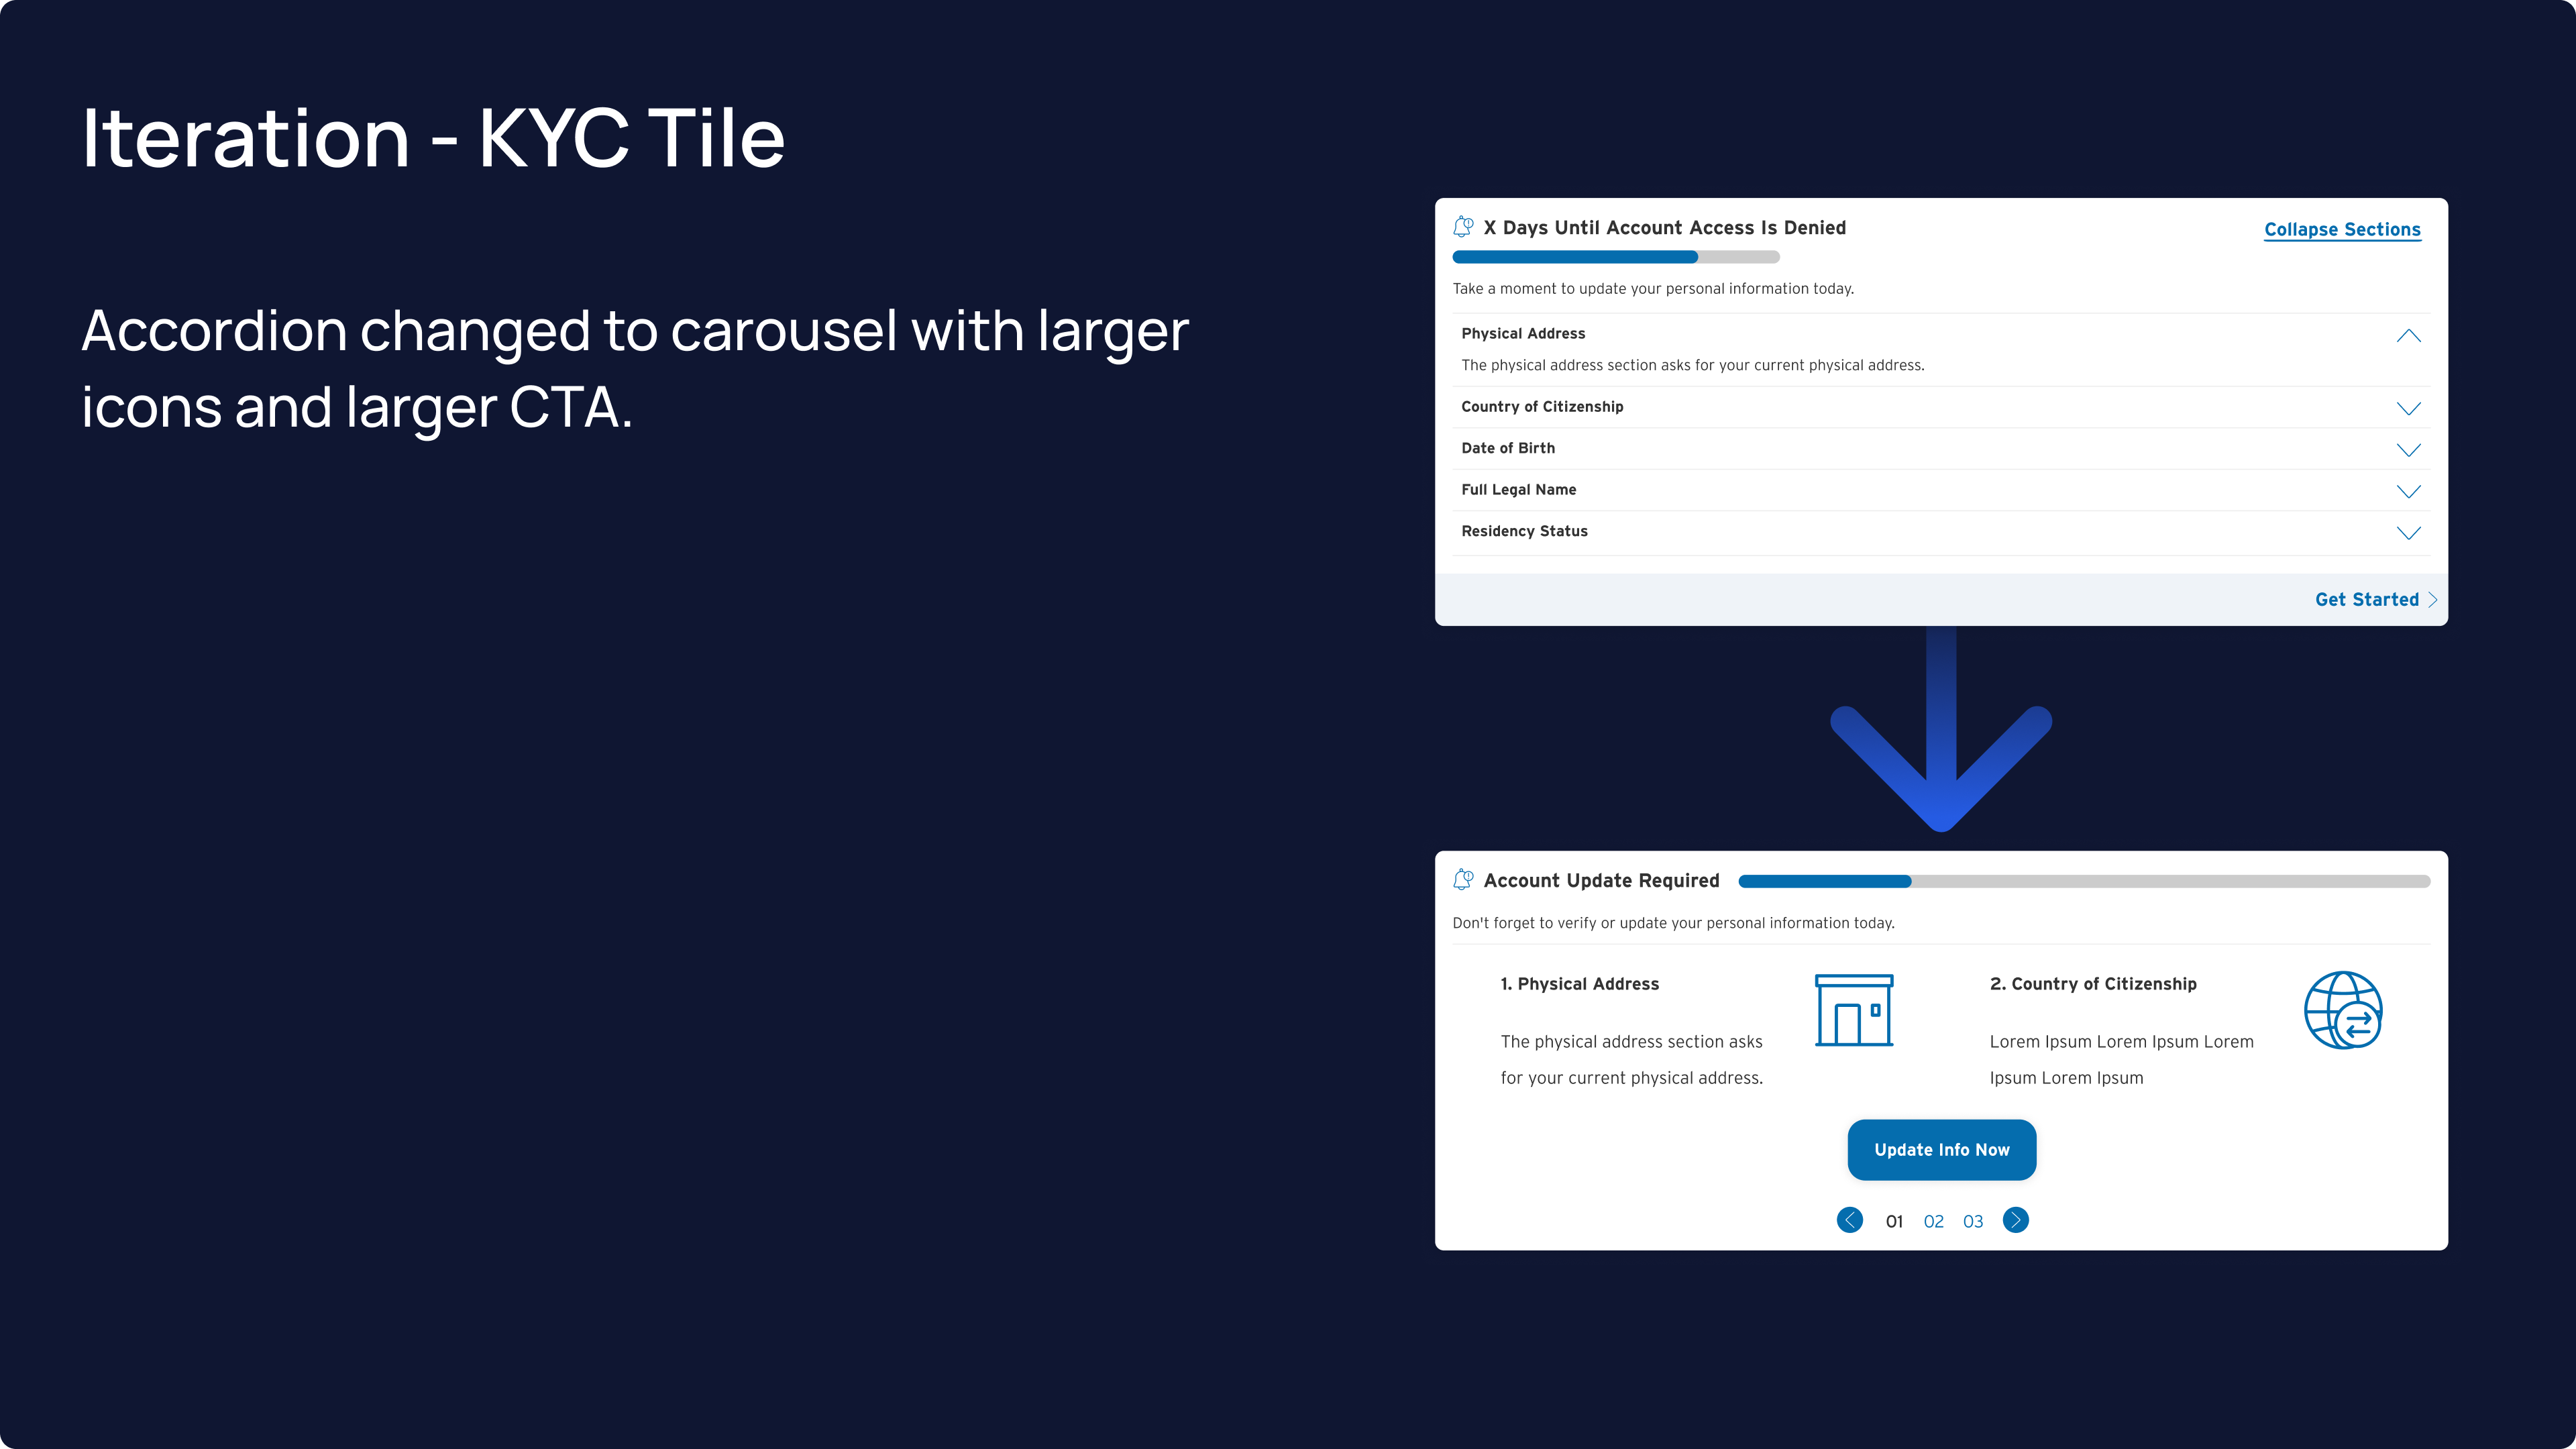 Iteration - KYC Tile
Accordion changed to carousel with larger
icons and larger CTA.
X Days Until Account Access Is Denied
Collapse Sections
Take a moment to update your personal information today.
Physical Address
The physical address section asks for your current physical address.
Country of Citizenship
Date of Birth
Full Legal Name
Residency Status
Get Started
Account Update Required
Don't forget to verify or update your personal information today.
1. Physical Address
The physical address section asks
for your current physical address.
2. Country of Citizenship
Lorem Ipsum Lorem Ipsum Lorem
Ipsum Lorem Ipsum
Update Info Now
01 02 03